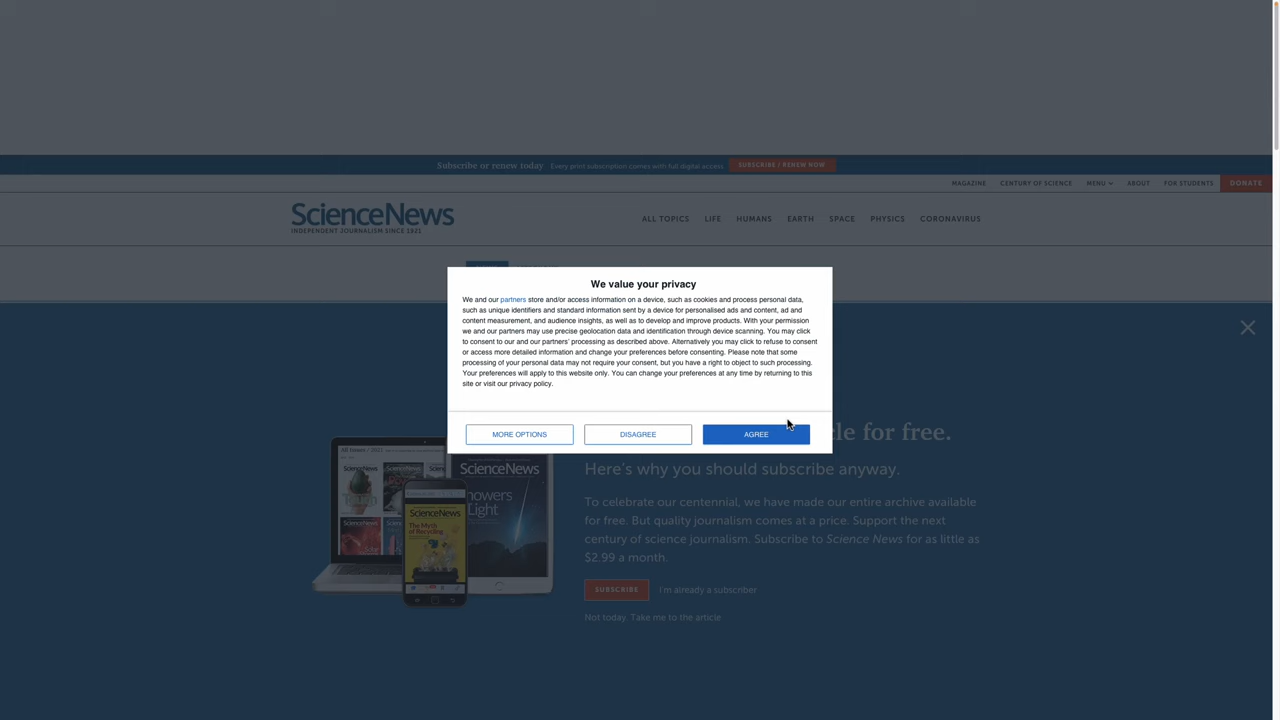 Subscribe or renew today Every print subscription comes with full digital access SUBSCRIBE / RENEW NOW
MAGAZINE CENTURY OF SCIENCE MENU ABOUT FOR STUDENTS DONATE
ScienceNews
INDEPENDENT JOURNALISM SINCE 1921
ALL TOPICS LIFE HUMANS EARTH SPACE PHYSICS CORONAVIRUS
We value your privacy
We and our partners store and/or access information on a device, such as cookies and process personal data,
such as unique identifiers and standard information sent by a device for personalised ads and content, ad and
content measurement, and audience insights, as well as to develop and improve products. With your permission
we and our partners may use precise geolocation data and identification through device scanning. You may click
to consent to our and our partners' processing as described above. Alternatively you may click to refuse to consent
or access more detailed information and change your preferences before consenting. Please note that some
processing of your personal data may not require your consent, but you have a right to object to such processing.
Your preferences will apply to this website only. You can change your preferences at any time by returning to this
site or visit our privacy policy.
MORE OPTIONS DISAGREE AGREE
for free.
Here's why you should subscribe anyway.
To celebrate our centennial, we have made our entire archive available
for free. But quality journalism comes at a price. Support the next
century of science journalism. Subscribe to Science News for as little as
$2.99 a month.
SUBSCRIBE I'm already a subscriber
Not today. Take me to the article
ScienceNews
Light
ScienceNews
The Myth of
Recycling